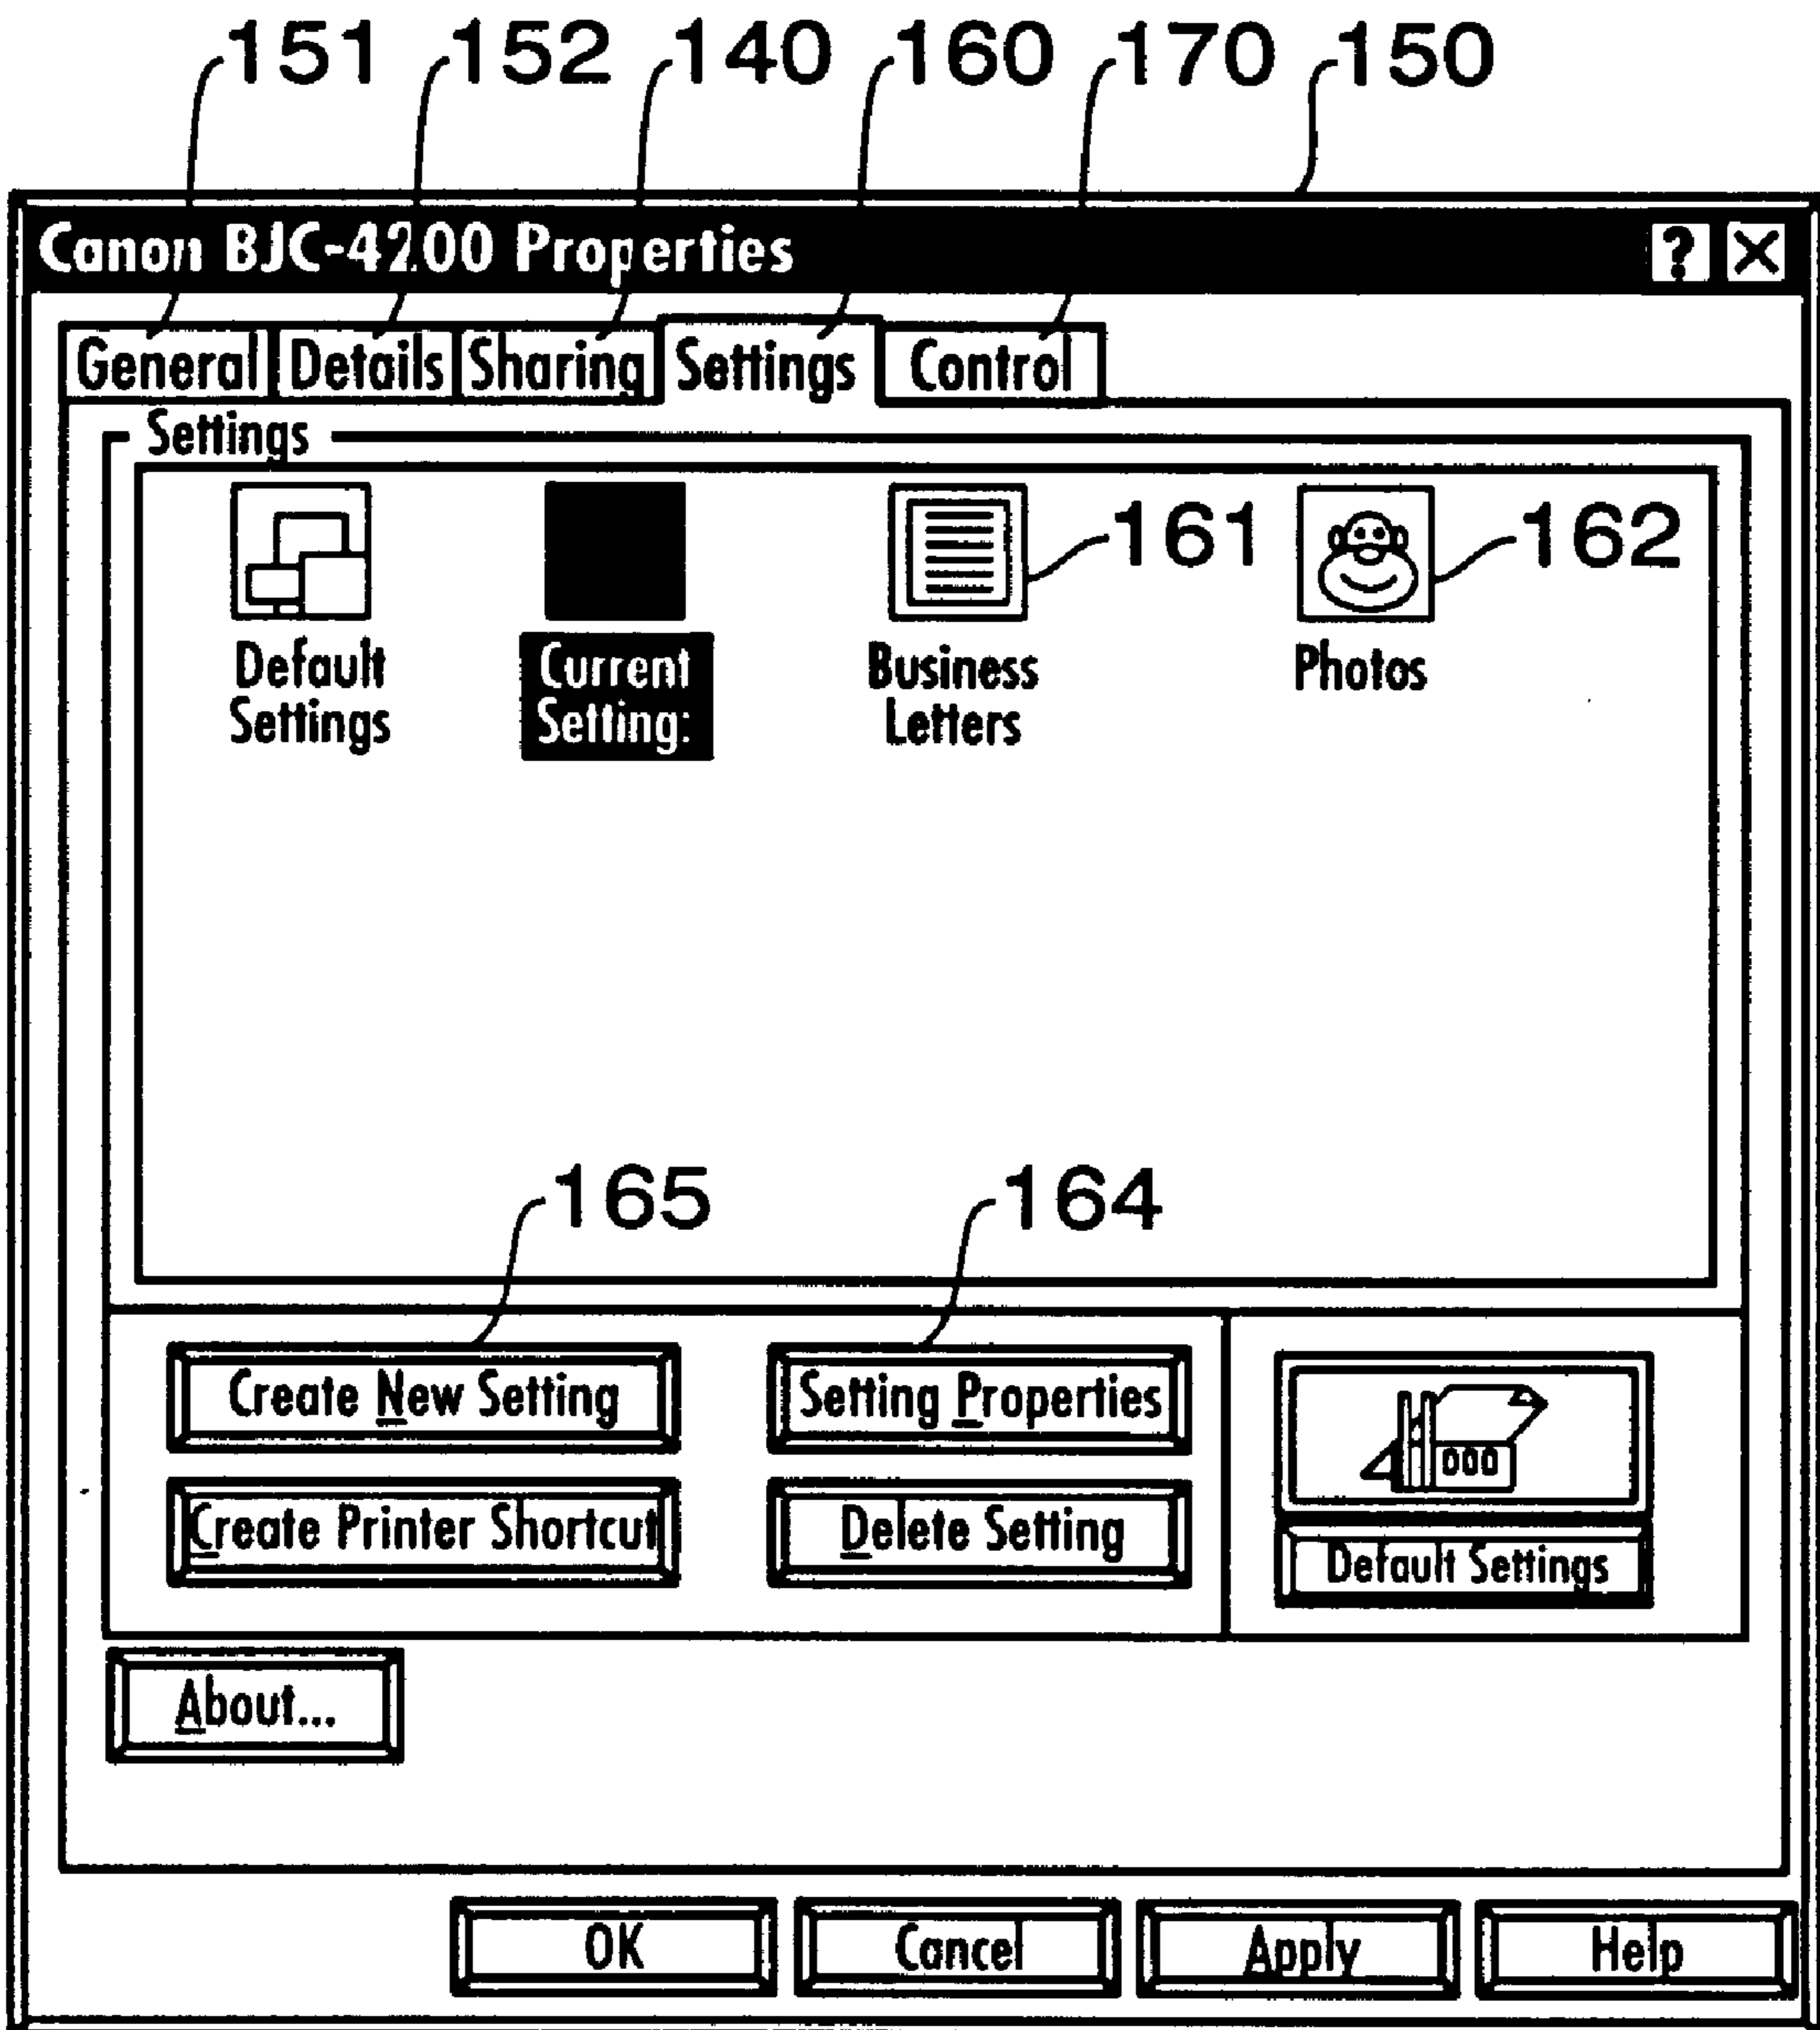 151 152 140 160 170 150
Canon BJC-4200 Properties ? X
General Details Sharing Settings Control
Settings
161 162
Default Settings
Current Setting:
Business Letters
Photos
165 164
Create New Setting Setting Properties
Create Printer Shortcut Delete Setting Default Settings
About...
OK Cancel Apply Help